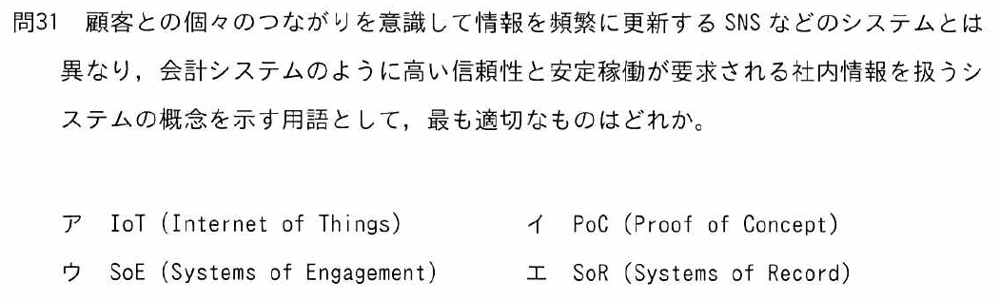 問31 顧客との個々のつながりを意識して情報を頻繁に更新する SNS などのシステムとは
異なり，会計システムのように高い信頼性と安定稼働が要求される社内情報を扱うシ
ステムの概念を示す用語として，最も適切なものはどれか。
ア IoT (Internet of Things) イ PoC (Proof of Concept)
ウ SoE (Systems of Engagement) エ SoR (Systems of Record)